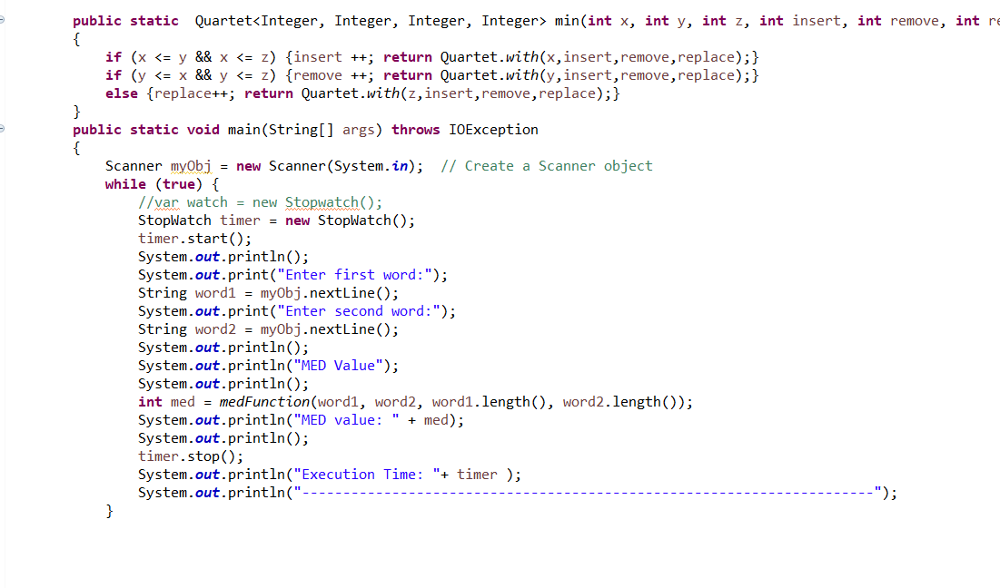 public static  Quartet<Integer, Integer, Integer, Integer> min(int x, int y, int z, int insert, int remove, int re
{
    if (x <= y && x <= z) {insert ++; return Quartet.with(x,insert,remove,replace);}
    if (y <= x && y <= z) {remove ++; return Quartet.with(y,insert,remove,replace);}
    else {replace++; return Quartet.with(z,insert,remove,replace);}
}
public static void main(String[] args) throws IOException
{
    Scanner myObj = new Scanner(System.in);  // Create a Scanner object
    while (true) {
        //var watch = new Stopwatch();
        StopWatch timer = new StopWatch();
        timer.start();
        System.out.println();
        System.out.print("Enter first word:");
        String word1 = myObj.nextLine();
        System.out.print("Enter second word:");
        String word2 = myObj.nextLine();
        System.out.println();
        System.out.println("MED Value");
        System.out.println();
        int med = medFunction(word1, word2, word1.length(), word2.length());
        System.out.println("MED value: " + med);
        System.out.println();
        timer.stop();
        System.out.println("Execution Time: "+ timer );
        System.out.println("----------------------------------------------------------------------");
    }